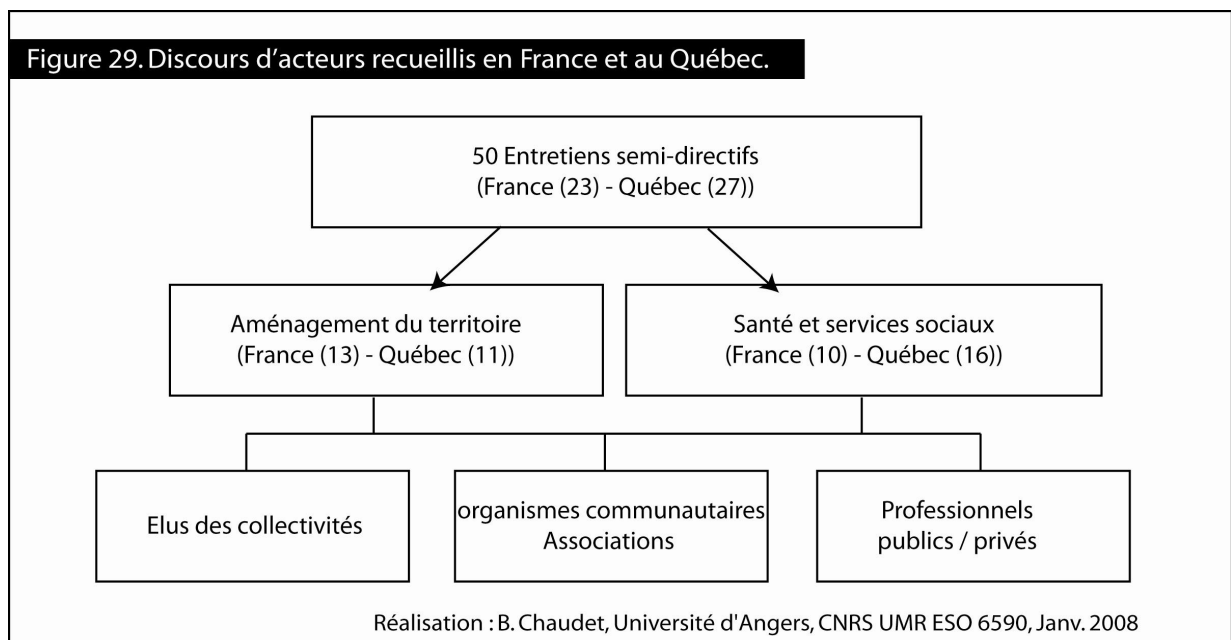 Figure 29. Discours d'acteurs recueillis en France et au Québec.
50 Entretiens semi-directifs
(France (23) - Québec (27))
Aménagement du territoire
(France (13) - Québec (11))
Santé et services sociaux
(France (10) - Québec (16))
Elus des collectivités
organismes communautaires
Associations
Professionnels
publics / privés
Réalisation : B. Chaudet, Université d'Angers, CNRS UMR ESO 6590, Janv. 2008